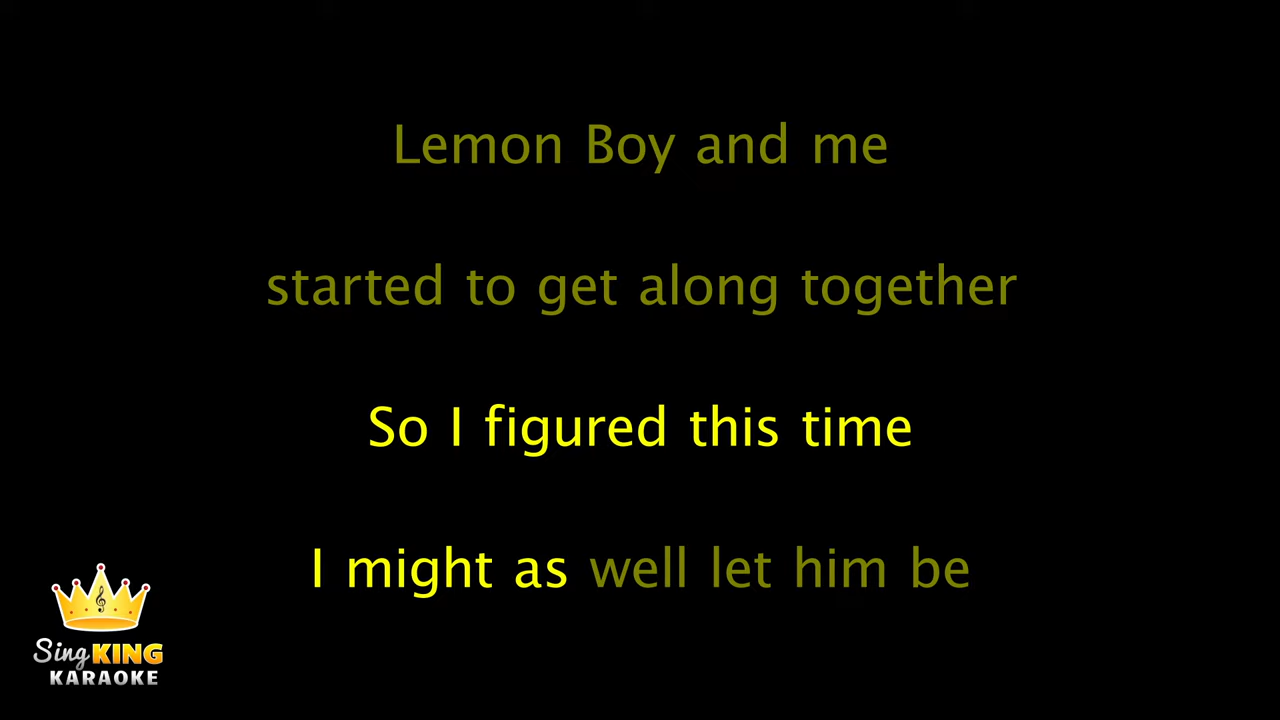 Lemon Boy and me
started to get along together
So I figured this time
I might as well let him be
Sing KING
KARAOKE